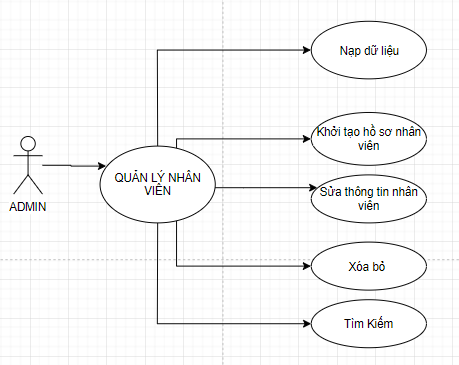 Nạp dữ liệu
Khởi tạo hồ sơ nhân
viên
QUẢN LÝ NHÂN
VIÊN
ADMIN
Sửa thông tin nhân
viên
Xóa bỏ
Tìm Kiếm